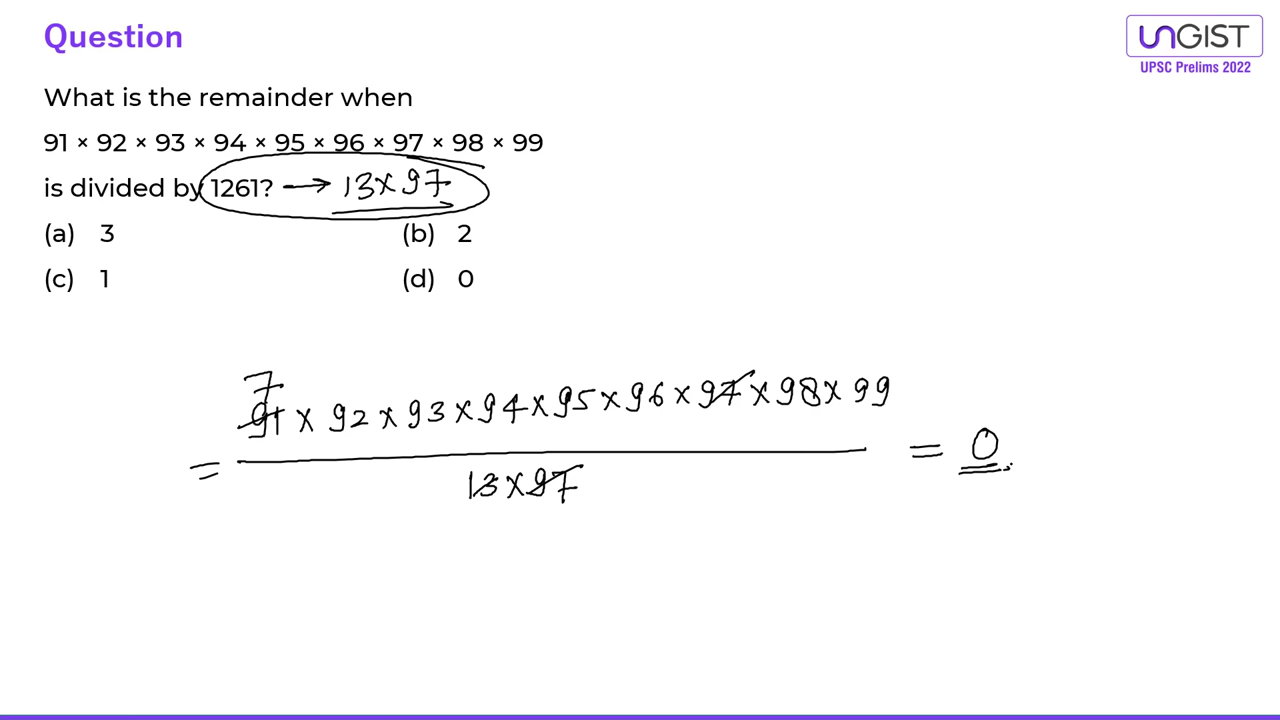 Question
UNGIST
UPSC Prelims 2022
What is the remainder when
91 × 92 × 93 × 94 × 95 × 96 × 97 × 98 × 99
is divided by 1261? → 13×97
(a) 3 (b) 2
(c) 1 (d) 0
7
91 × 92 × 93 × 94 × 95 × 96 × 97 × 98 × 99
= = 0
13×97